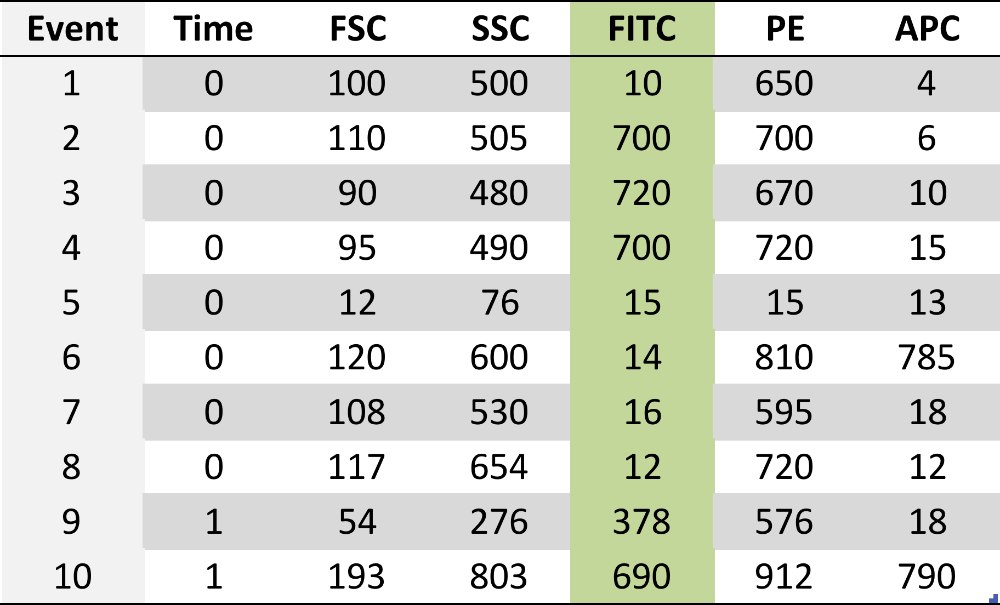 Event Time FSC SSC FITC PE APC
1 0 100 500 10 650 4
2 0 110 505 700 700 6
3 0 90 480 720 670 10
4 0 95 490 700 720 15
5 0 12 76 15 15 13
6 0 120 600 14 810 785
7 0 108 530 16 595 18
8 0 117 654 12 720 12
9 1 54 276 378 576 18
10 1 193 803 690 912 790